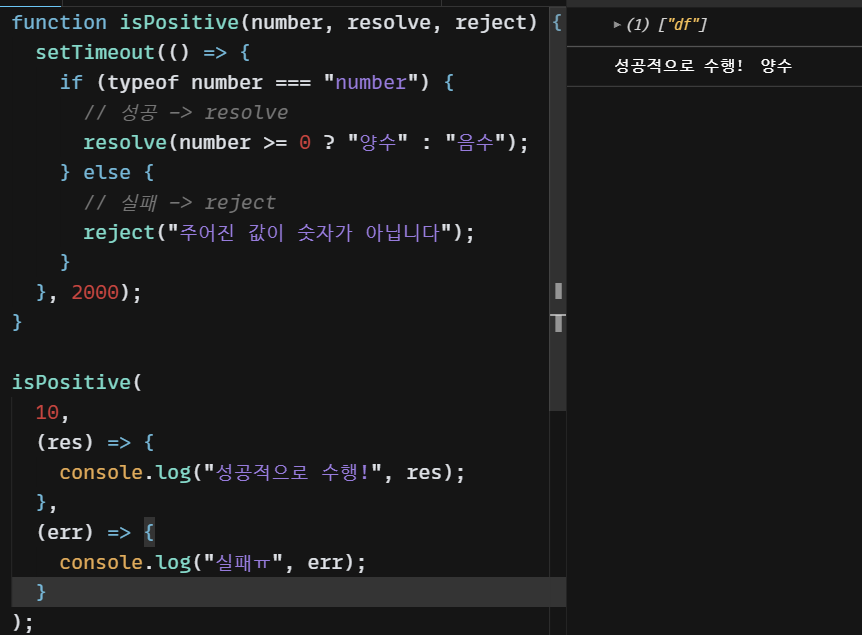 function isPositive(number, resolve, reject) {
  setTimeout(() => {
    if (typeof number === "number") {
      // 성공 -> resolve
      resolve(number >= 0 ? "양수" : "음수");
    } else {
      // 실패 -> reject
      reject("주어진 값이 숫자가 아닙니다");
    }
  }, 2000);
}

isPositive(
  10,
  (res) => {
    console.log("성공적으로 수행!", res);
  },
  (err) => {
    console.log("실패ㅠ", err);
  }
);
▶ (1) ["df"]
성공적으로 수행! 양수